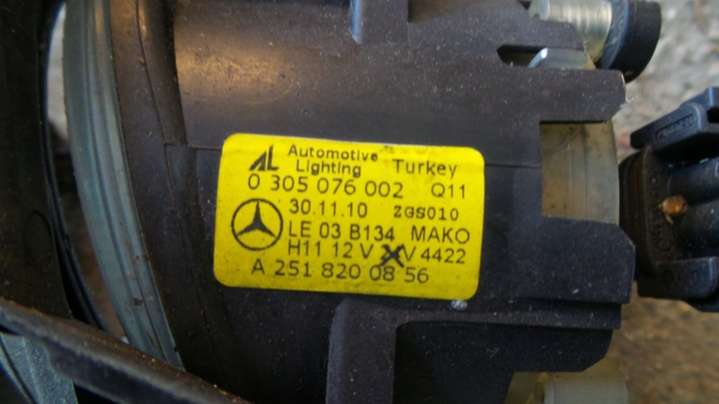 AL Automotive Lighting Turkey
0 305 076 002 Q11
30.11.10 ZGS010
LE 03 B134 MAKO
H11 12 V V 4422
A 251 820 08 56